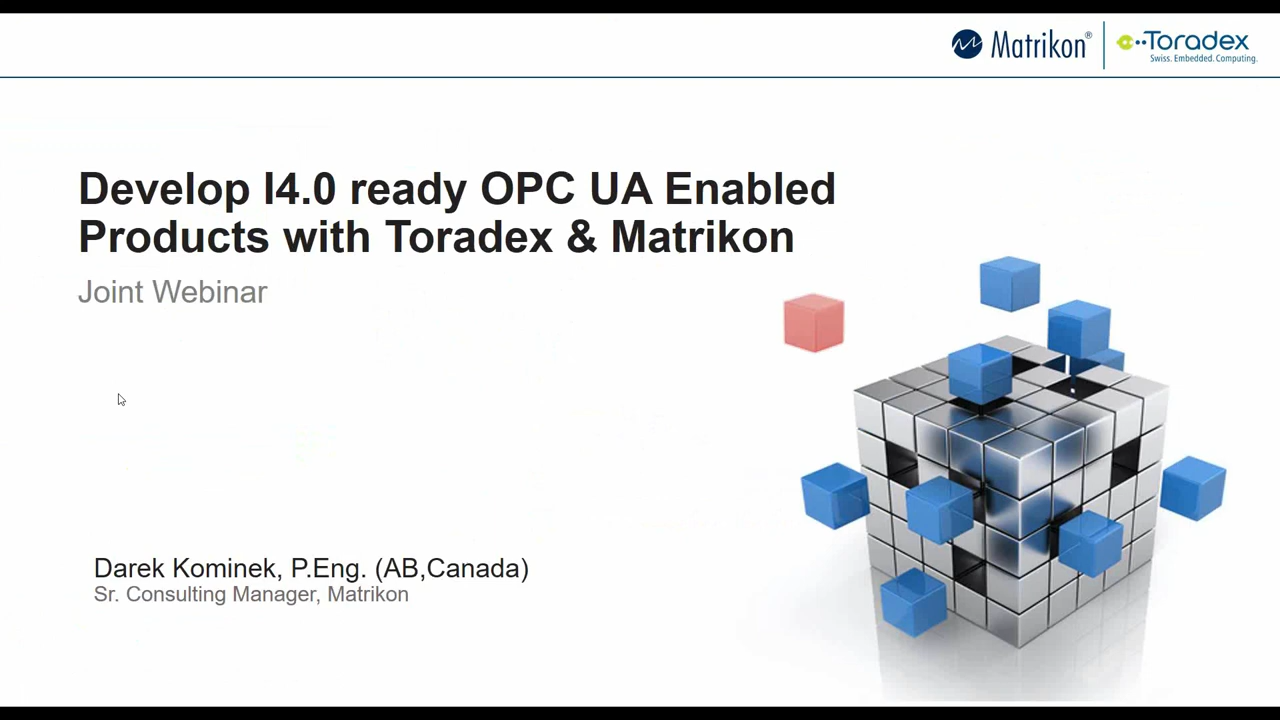 Matrikon®
Toradex
Swiss. Embedded. Computing.
Develop I4.0 ready OPC UA Enabled
Products with Toradex & Matrikon
Joint Webinar
Darek Kominek, P.Eng. (AB,Canada)
Sr. Consulting Manager, Matrikon